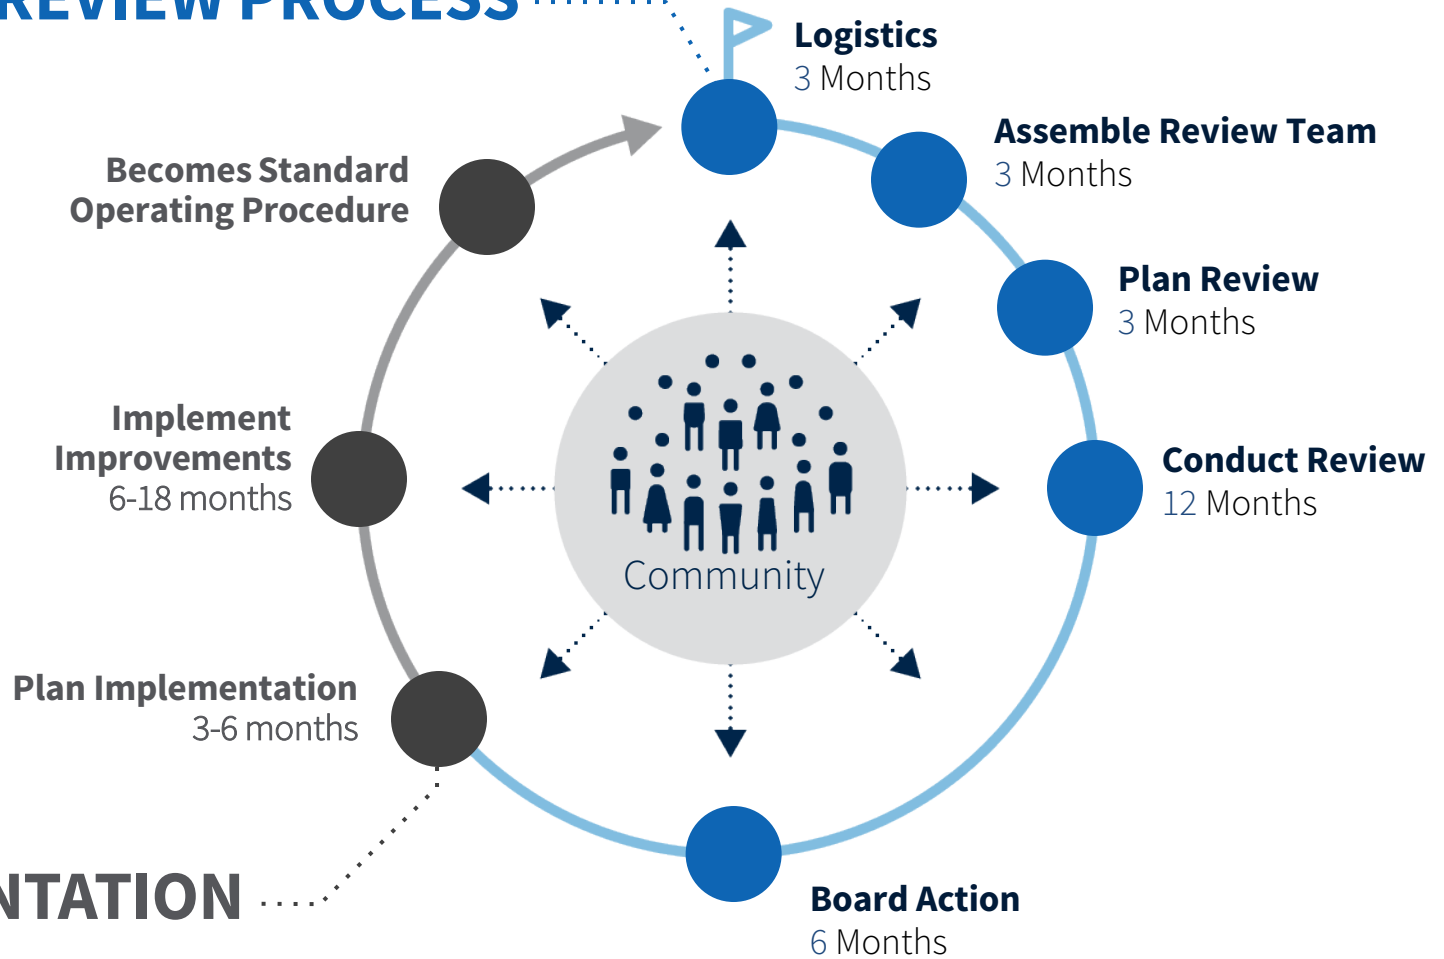 REVIEW PROCESS
Logistics
3 Months
Assemble Review Team
3 Months
Plan Review
3 Months
Conduct Review
12 Months
Board Action
6 Months
Plan Implementation
3-6 months
Implement
Improvements
6-18 months
Becomes Standard
Operating Procedure
Community
NTATION